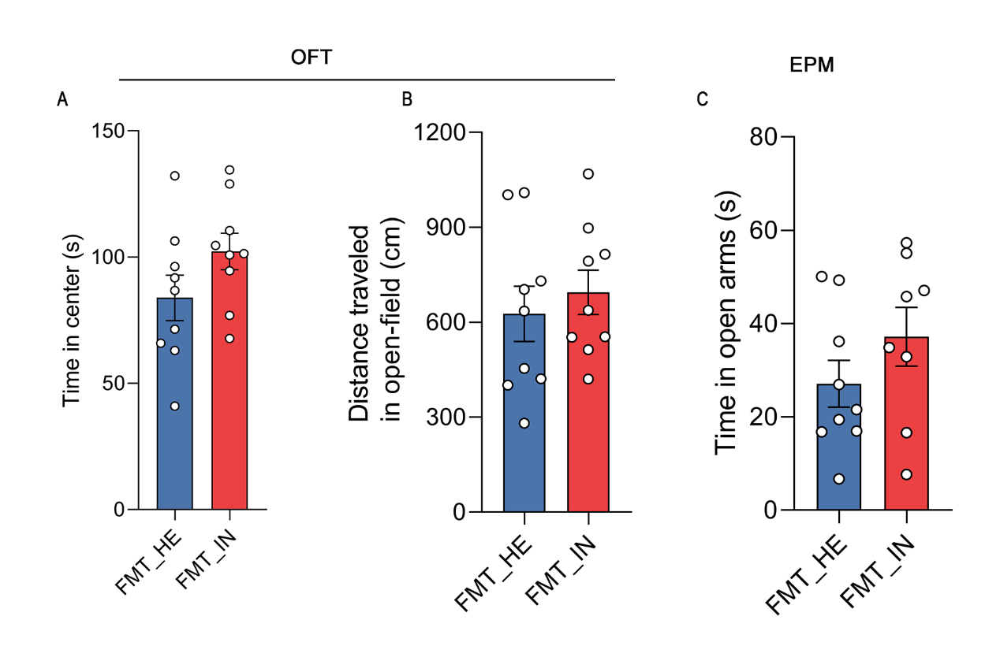 OFT
EPM
A
B
C
150
100
50
0
Time in center (s)
FMT_HE
FMT_IN
1200
900
600
300
0
Distance traveled
in open-field (cm)
FMT_HE
FMT_IN
80
60
40
20
0
Time in open arms (s)
FMT_HE
FMT_IN